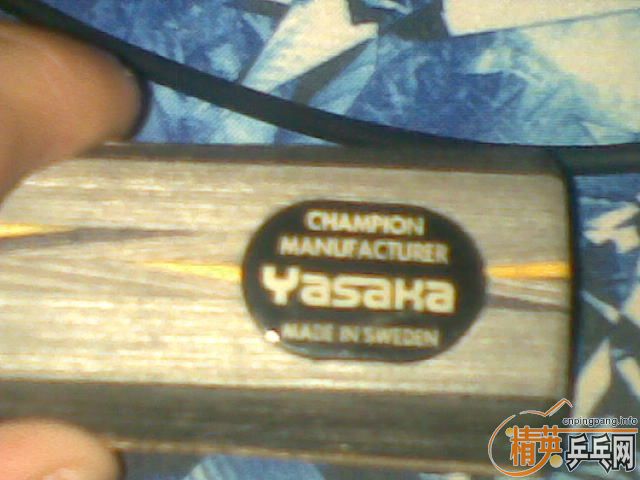 CHAMPION
MANUFACTURER
Yasaka
MADE IN SWEDEN
cnpingpang.info
精英乒乓网